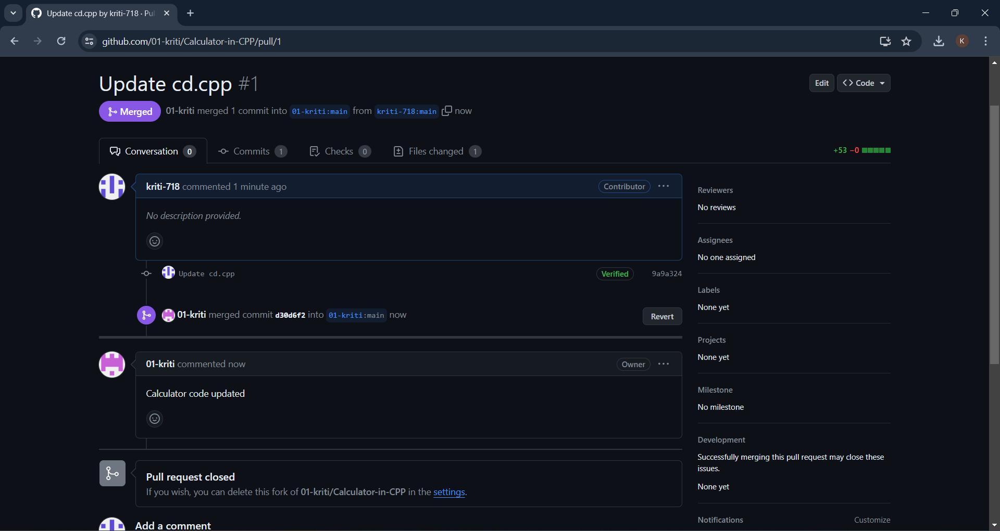 Update cd.cpp by kriti-718 · Pul
github.com/01-kriti/Calculator-in-CPP/pull/1
K
Update cd.cpp #1
Edit
<> Code
Merged
01-kriti merged 1 commit into 01-kriti:main from kriti-718:main now
Conversation 0
Commits 1
Checks 0
Files changed 1
+53 −0
kriti-718 commented 1 minute ago
Contributor
No description provided.
Update cd.cpp
Verified
9a9a324
01-kriti merged commit d30d6f2 into 01-kriti:main now
Revert
01-kriti commented now
Owner
Calculator code updated
Pull request closed
If you wish, you can delete this fork of 01-kriti/Calculator-in-CPP in the settings.
Add a comment
Reviewers
No reviews
Assignees
No one assigned
Labels
None yet
Projects
None yet
Milestone
No milestone
Development
Successfully merging this pull request may close these
issues.
None yet
Notifications
Customize